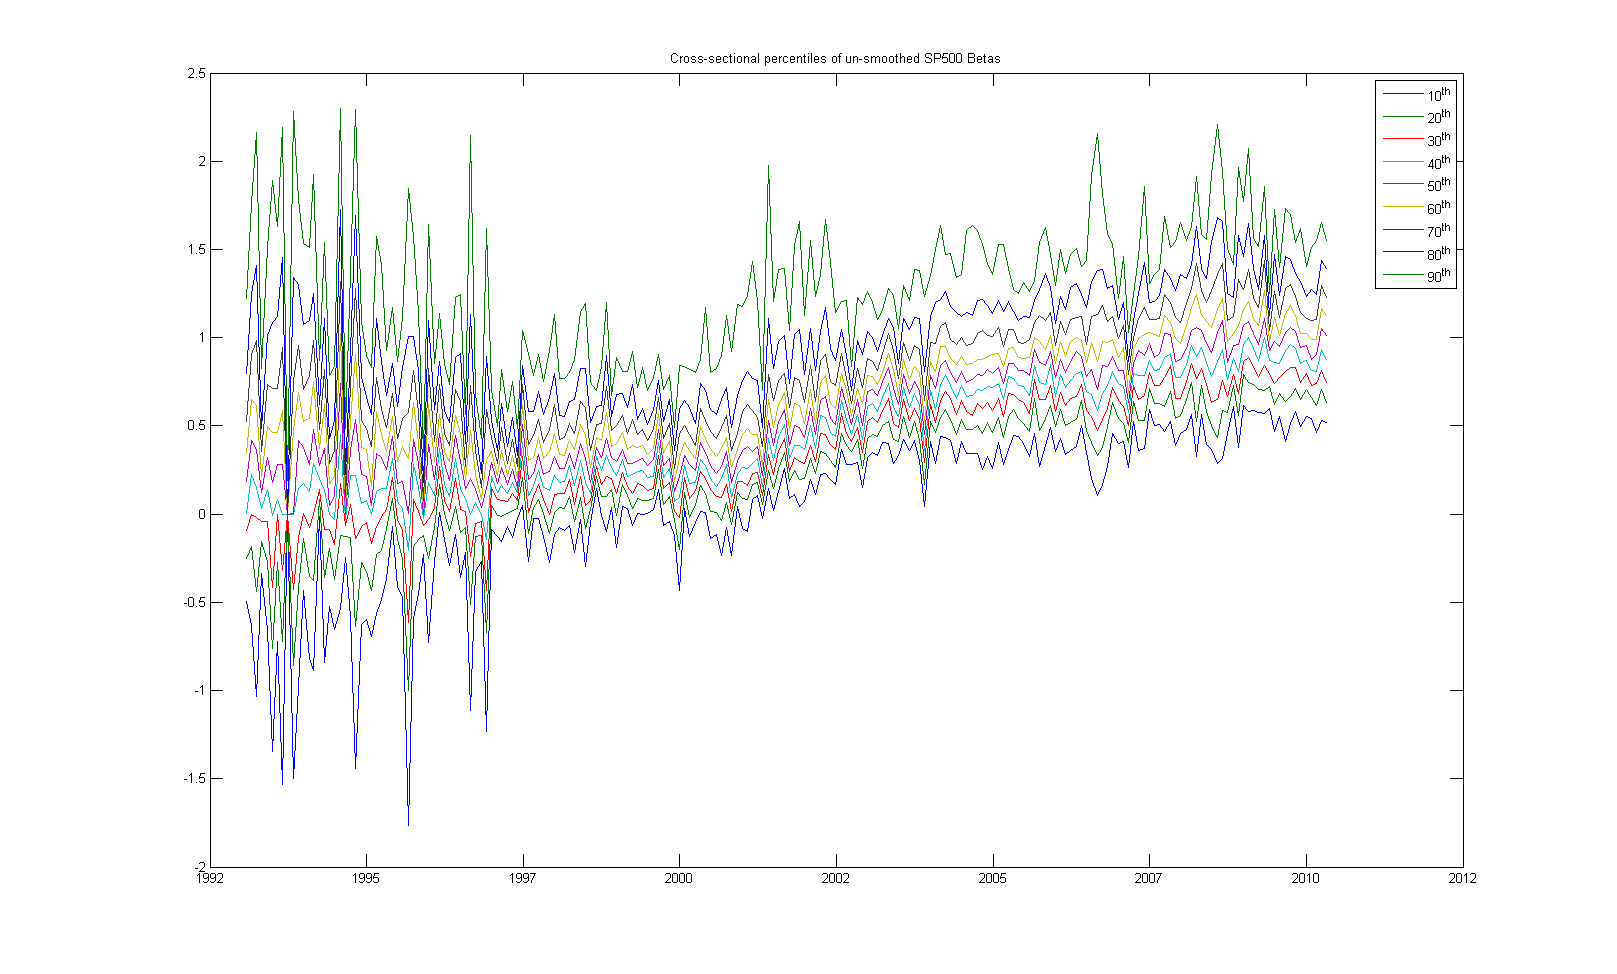 Cross-sectional percentiles of un-smoothed SP500 Betas
2.5
2
1.5
1
0.5
0
-0.5
-1
-1.5
-2
1992 1995 1997 2000 2002 2005 2007 2010 2012
10th
20th
30th
40th
50th
60th
70th
80th
90th